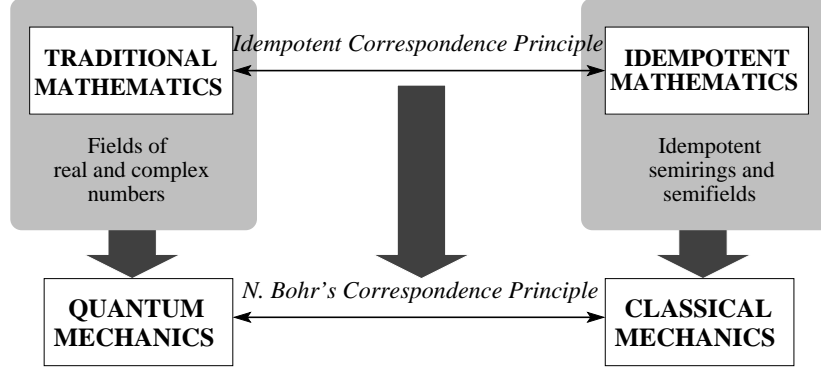 Idempotent Correspondence Principle
TRADITIONAL
MATHEMATICS
IDEMPOTENT
MATHEMATICS
Fields of
real and complex
numbers
Idempotent
semirings and
semifields
N. Bohr's Correspondence Principle
QUANTUM
MECHANICS
CLASSICAL
MECHANICS